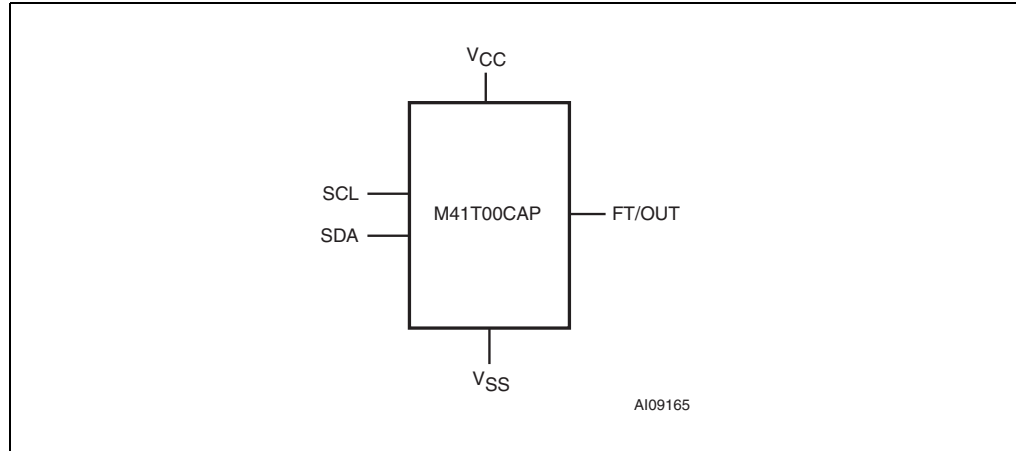 VCC
SCL
M41T00CAP
FT/OUT
SDA
VSS
AI09165